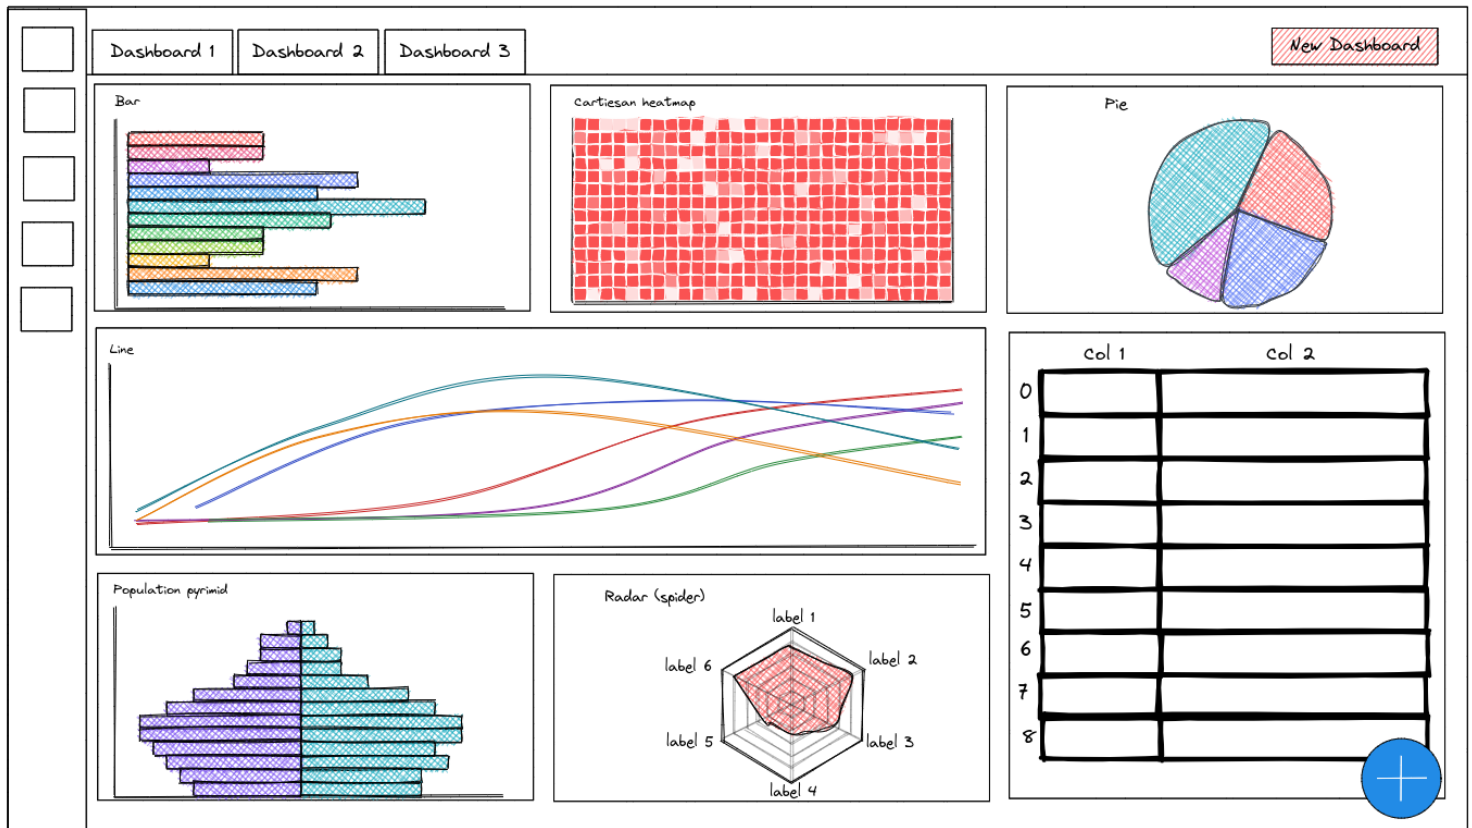 Dashboard 1
Dashboard 2
Dashboard 3
New Dashboard
Bar
Cartiesan heatmap
Pie
Line
Col 1
Col 2
0
1
2
3
4
5
6
7
8
Population pyrimid
Radar (spider)
label 1
label 2
label 3
label 4
label 5
label 6